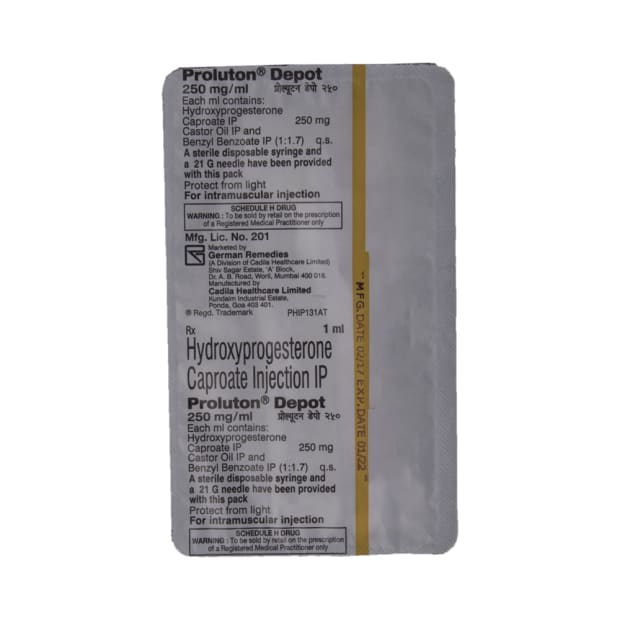 Proluton® Depot
250 mg/ml प्रोल्यूटन डेपो २५०
Each ml contains:
Hydroxyprogesterone
Caproate IP 250 mg
Castor Oil IP and
Benzyl Benzoate IP (1:1.7) q.s.
A sterile disposable syringe and
a 21 G needle have been provided
with this pack
Protect from light
For intramuscular injection
SCHEDULE H DRUG
WARNING : To be sold by retail on the prescription
of a Registered Medical Practitioner only
Mfg. Lic. No. 201
Marketed by
German Remedies
(A Division of Cadila Healthcare Limited)
Shiv Sagar Estate, 'A' Block,
Dr. A. B. Road, Worli, Mumbai 400 018.
Manufactured by
Cadila Healthcare Limited
Kundaim Industrial Estate,
Ponda, Goa 403 401.
® Regd. Trademark PHIP131AT
Rx 1 ml
Hydroxyprogesterone
Caproate Injection IP
Proluton® Depot
250 mg/ml प्रोल्यूटन डेपो २५०
Each ml contains:
Hydroxyprogesterone
Caproate IP 250 mg
Castor Oil IP and
Benzyl Benzoate IP (1:1.7) q.s.
A sterile disposable syringe and
a 21 G needle have been provided
with this pack
Protect from light
For intramuscular injection
SCHEDULE H DRUG
WARNING : To be sold by retail on the prescription
of a Registered Medical Practitioner only
MFG. DATE 02/17 EXP. DATE 01/22